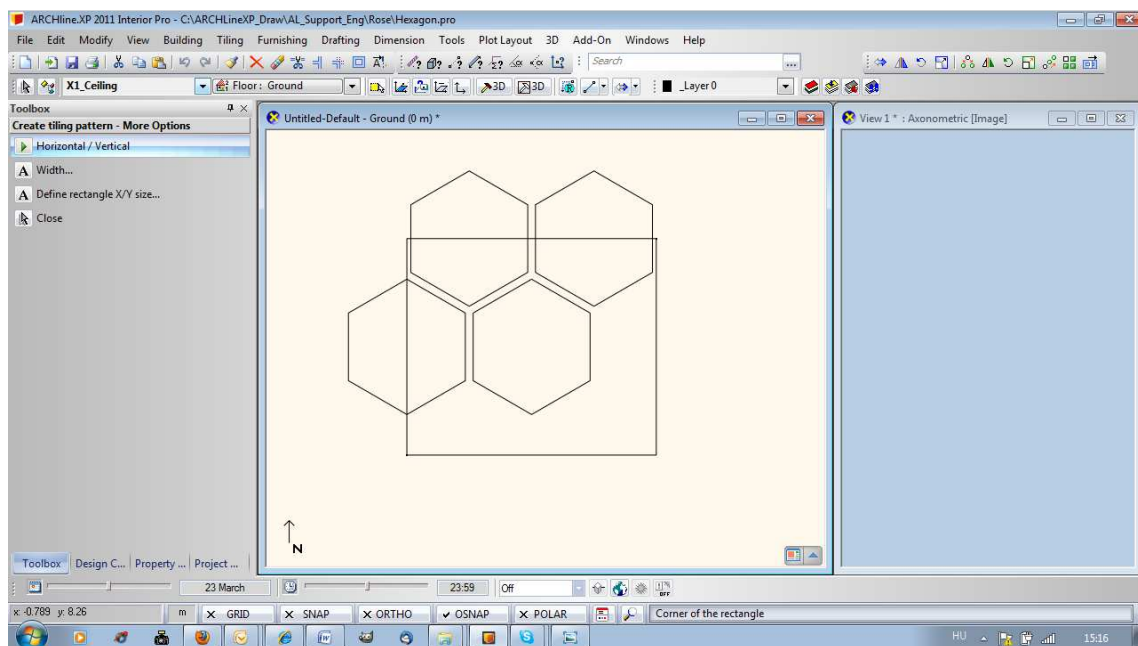 ARCHline.XP 2011 Interior Pro - C:\ARCHLineXP_Draw\AL_Support_Eng\Rose\Hexagon.pro
File Edit Modify View Building Tiling Furnishing Drafting Dimension Tools Plot Layout 3D Add-On Windows Help
Search ...
X1_Ceiling Floor: Ground 3D 3D _Layer 0
Toolbox
Create tiling pattern - More Options
Horizontal / Vertical
A Width...
A Define rectangle X/Y size...
Close
Untitled-Default - Ground (0 m) *
View 1 * : Axonometric [Image]
N
Toolbox Design C... Property ... Project ...
23 March 23:59 Off OFF
x: -0.789 y: 8.26 m GRID SNAP ORTHO OSNAP POLAR Corner of the rectangle
HU 15:16